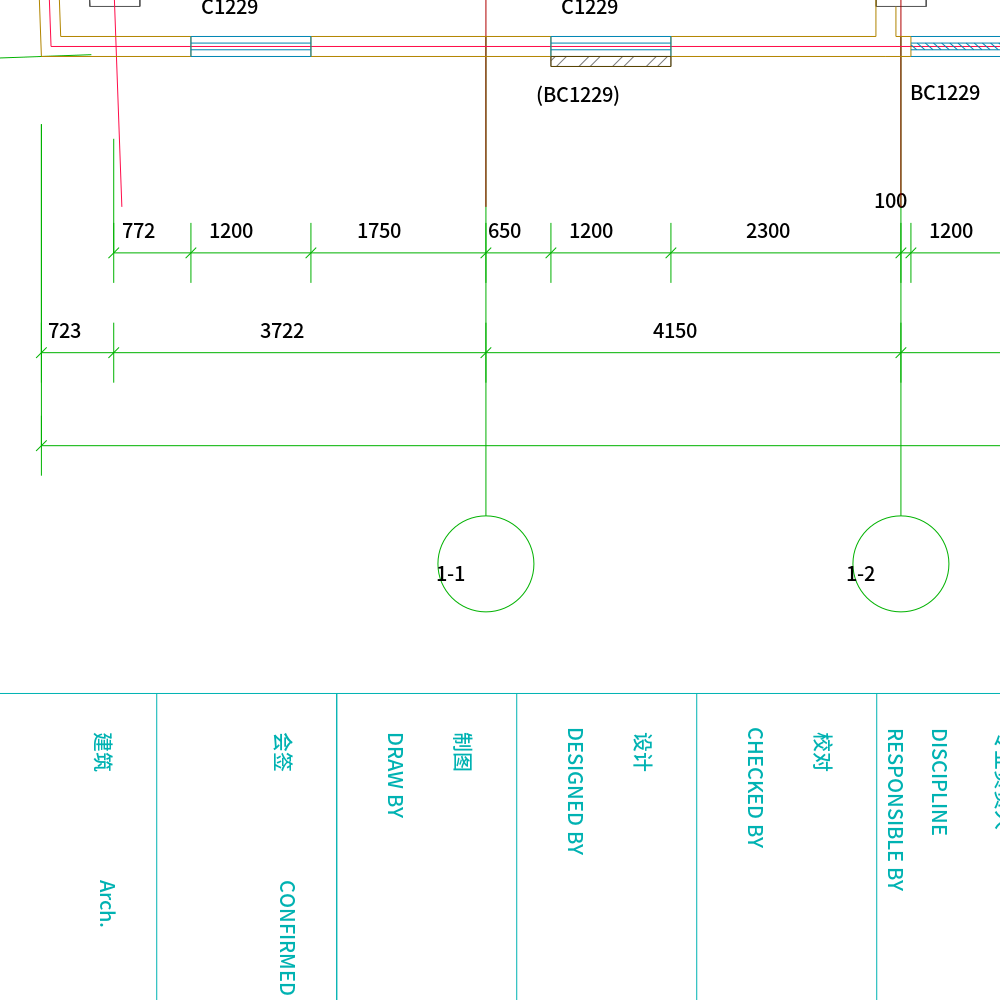 C1229
C1229
(BC1229)
BC1229
100
772
1200
1750
650
1200
2300
1200
723
3722
4150
1-1
1-2
建筑
Arch.
会签
CONFIRMED
制图
DRAW BY
设计
DESIGNED BY
校对
CHECKED BY
DISCIPLINE
RESPONSIBLE BY